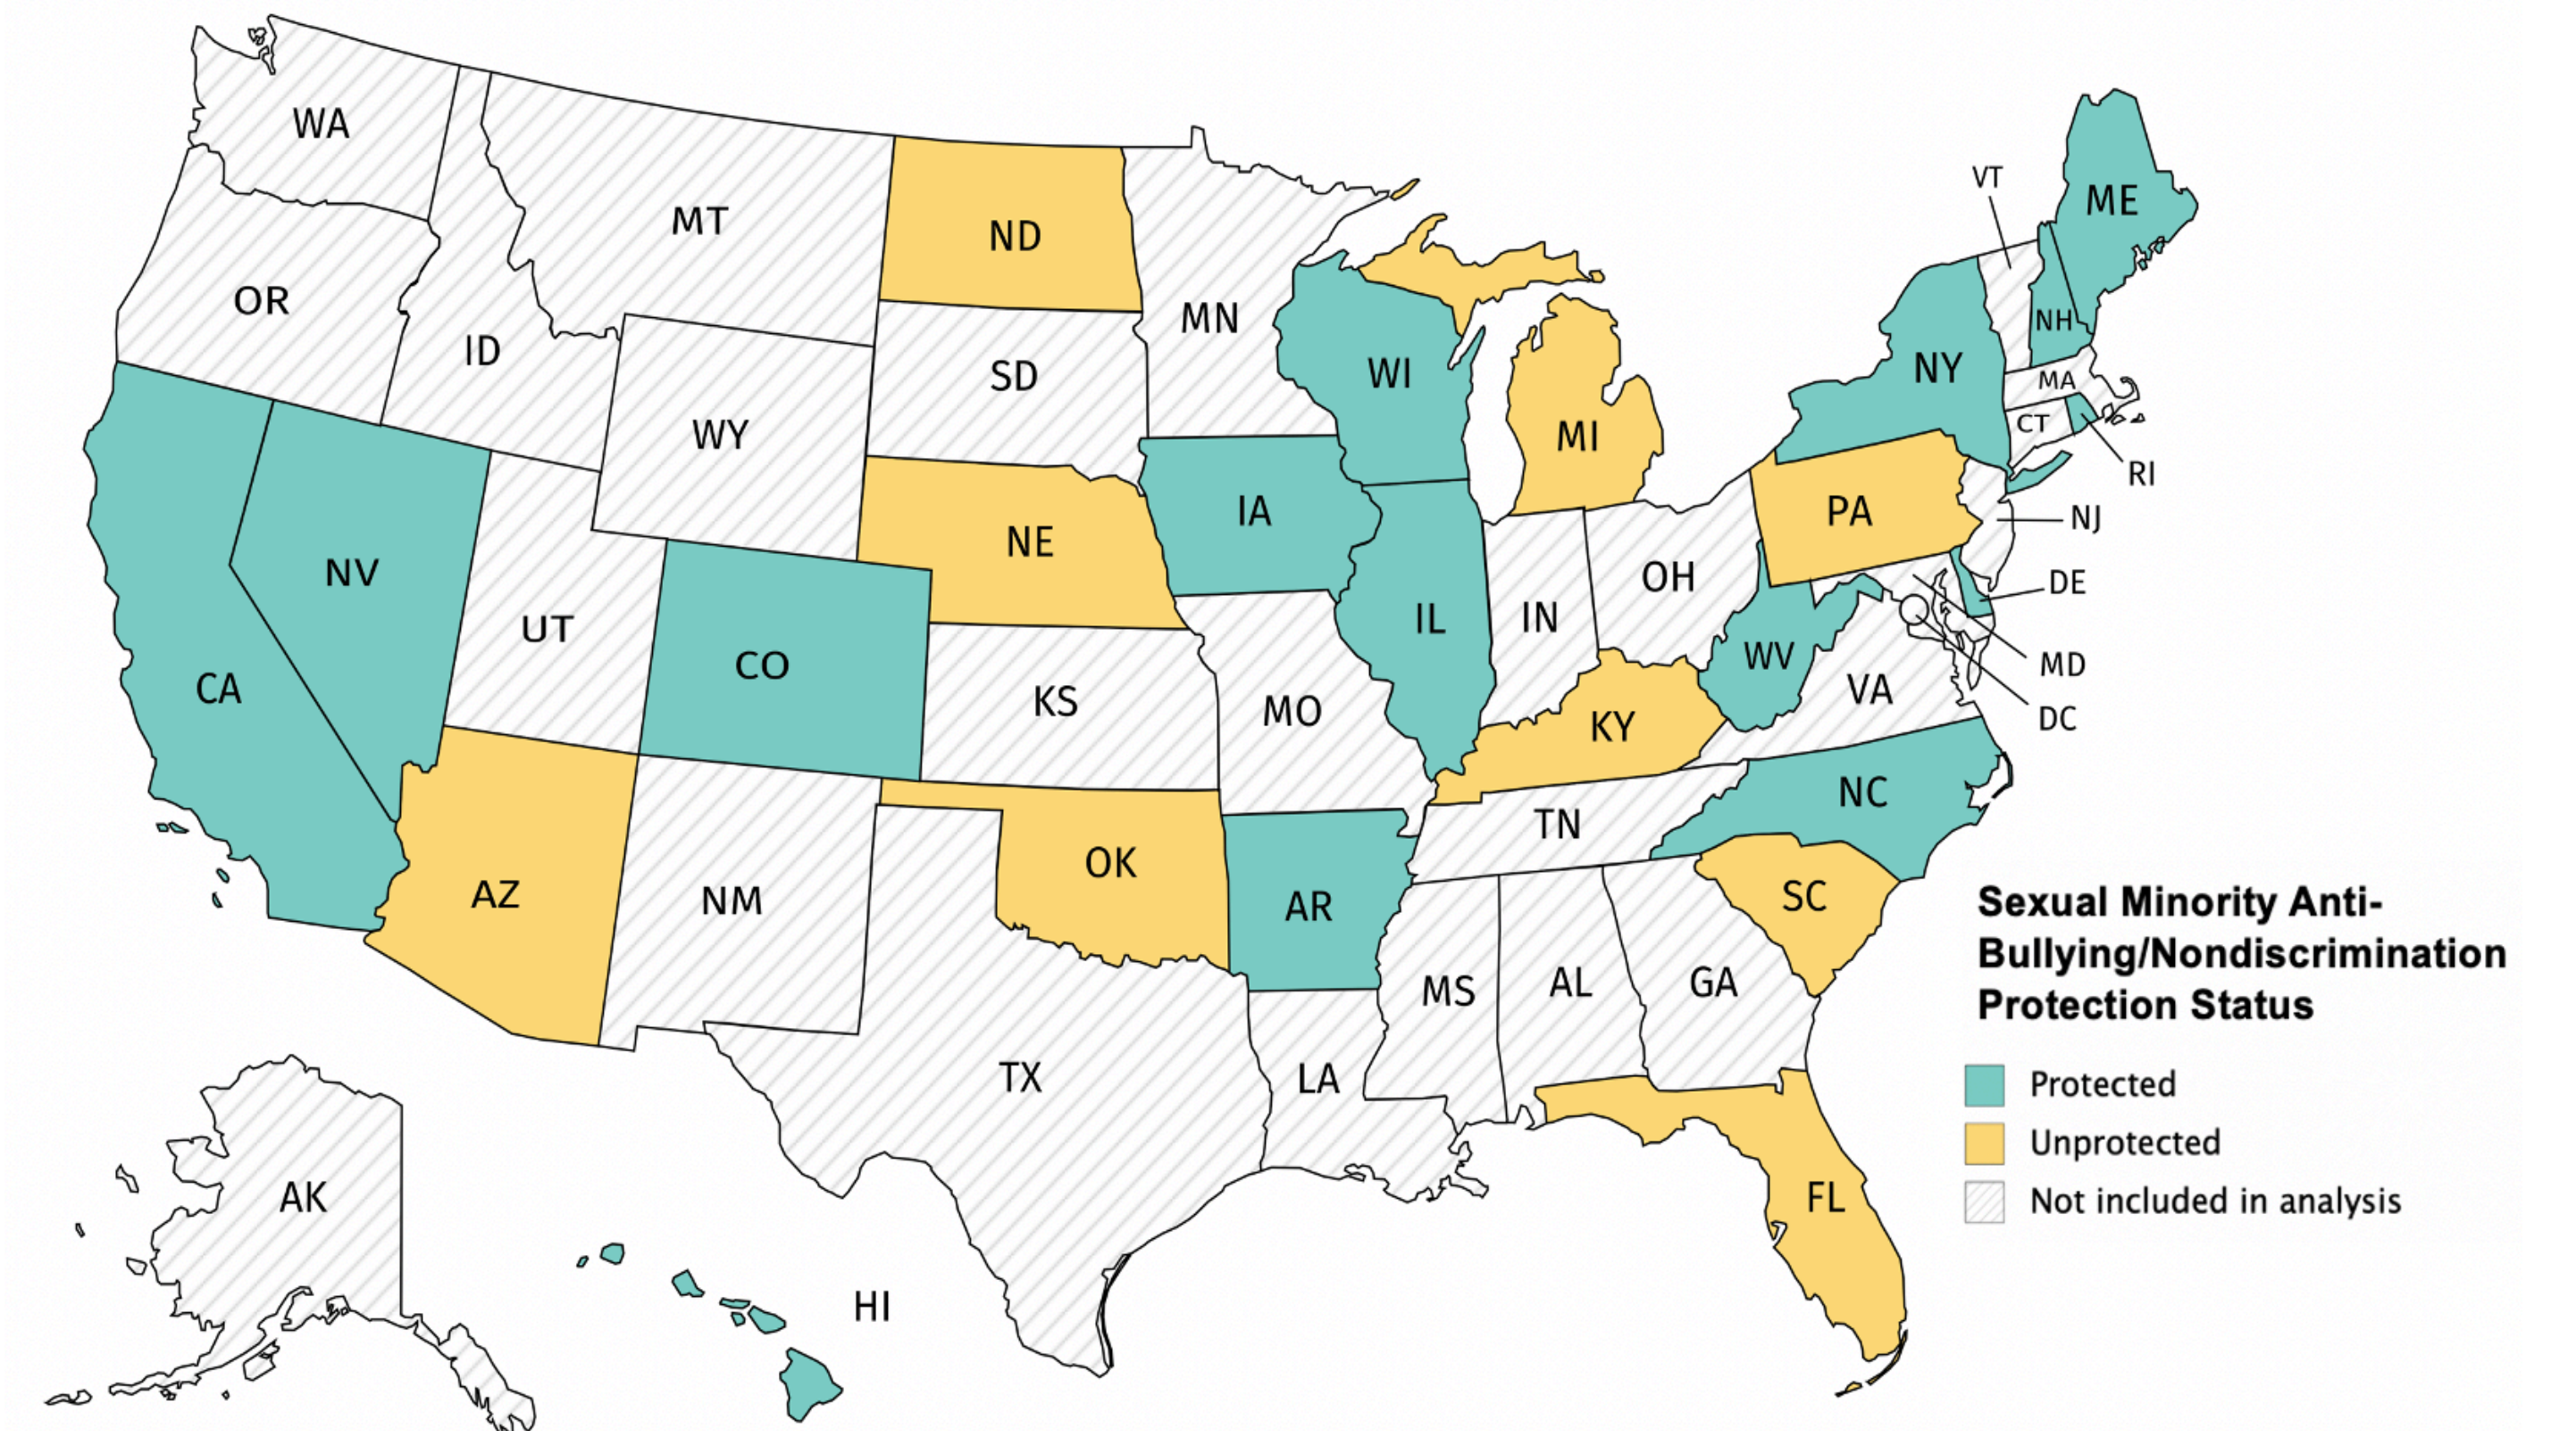 WA
MT
ND
MN
VT
ME
OR
ID
SD
WI
NH
NY
MA
WY
MI
CT
RI
NE
IA
PA
NJ
NV
UT
CO
IL
IN
OH
DE
CA
KS
MO
WV
MD
VA
DC
KY
NC
TN
AZ
NM
OK
AR
SC
MS
AL
GA
TX
LA
Sexual Minority Anti-
Bullying/Nondiscrimination
Protection Status
Protected
Unprotected
Not included in analysis
AK
FL
HI